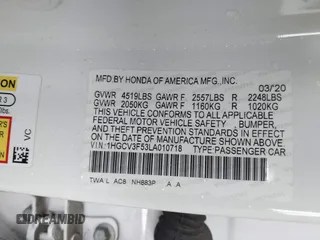 MFD.BY HONDA OF AMERICA MFG.,INC. 03/20
GVWR 4519LBS GAWR F 2557LBS R 2248LBS
GVWR 2050KG GAWR F 1160KG R 1020KG
THIS VEHICLE CONFORMS TO ALL APPLICABLE
FEDERAL MOTOR VEHICLE SAFETY, BUMPER,
AND THEFT PREVENTION STANDARDS IN EFFECT
ON THE DATE OF MANUFACTURE SHOWN ABOVE.
V.I.N.:1HGCV3F53LA010718 TYPE:PASSENGER CAR
TWA L AC8 NH883P A A
VC
DREAMBID